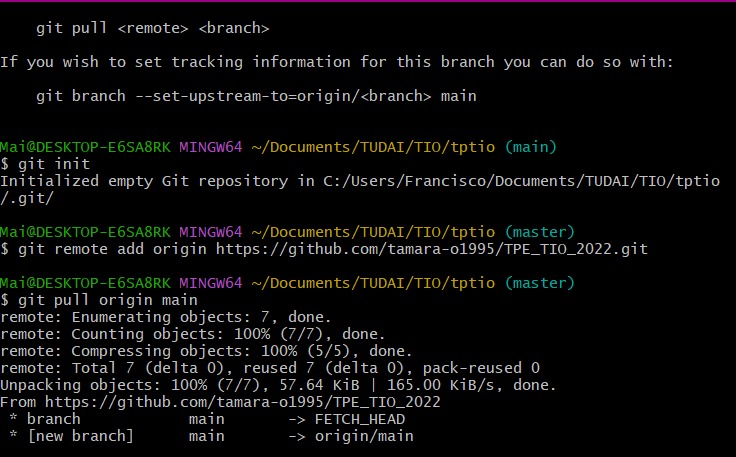 git pull <remote> <branch>
If you wish to set tracking information for this branch you can do so with:
git branch --set-upstream-to=origin/<branch> main
Mai@DESKTOP-E6SA8RK MINGW64 ~/Documents/TUDAI/TIO/tptio (main)
$ git init
Initialized empty Git repository in C:/Users/Francisco/Documents/TUDAI/TIO/tptio
/.git/
Mai@DESKTOP-E6SA8RK MINGW64 ~/Documents/TUDAI/TIO/tptio (master)
$ git remote add origin https://github.com/tamara-o1995/TPE_TIO_2022.git
Mai@DESKTOP-E6SA8RK MINGW64 ~/Documents/TUDAI/TIO/tptio (master)
$ git pull origin main
remote: Enumerating objects: 7, done.
remote: Counting objects: 100% (7/7), done.
remote: Compressing objects: 100% (5/5), done.
remote: Total 7 (delta 0), reused 7 (delta 0), pack-reused 0
Unpacking objects: 100% (7/7), 57.64 KiB | 165.00 KiB/s, done.
From https://github.com/tamara-o1995/TPE_TIO_2022
 * branch            main       -> FETCH_HEAD
 * [new branch]      main       -> origin/main